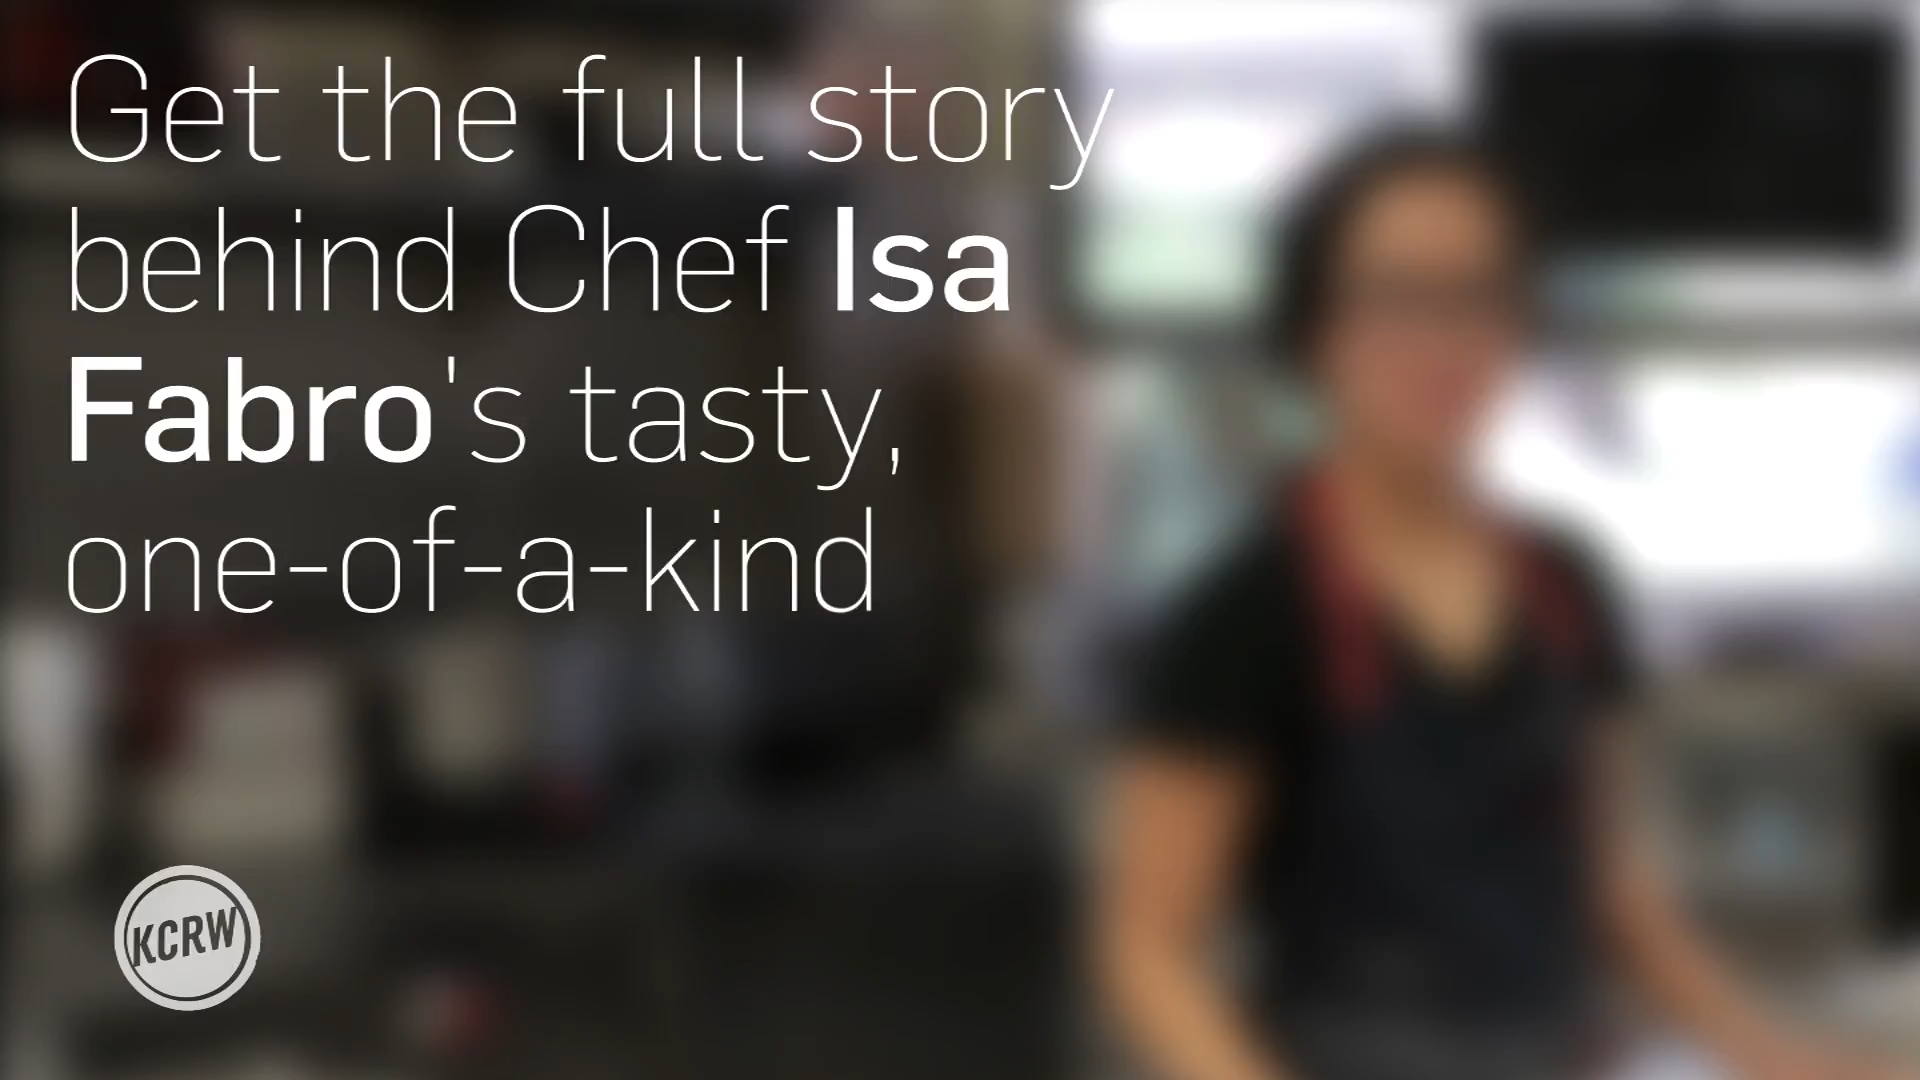 Get the full story
behind Chef Isa
Fabro's tasty,
one-of-a-kind
KCRW